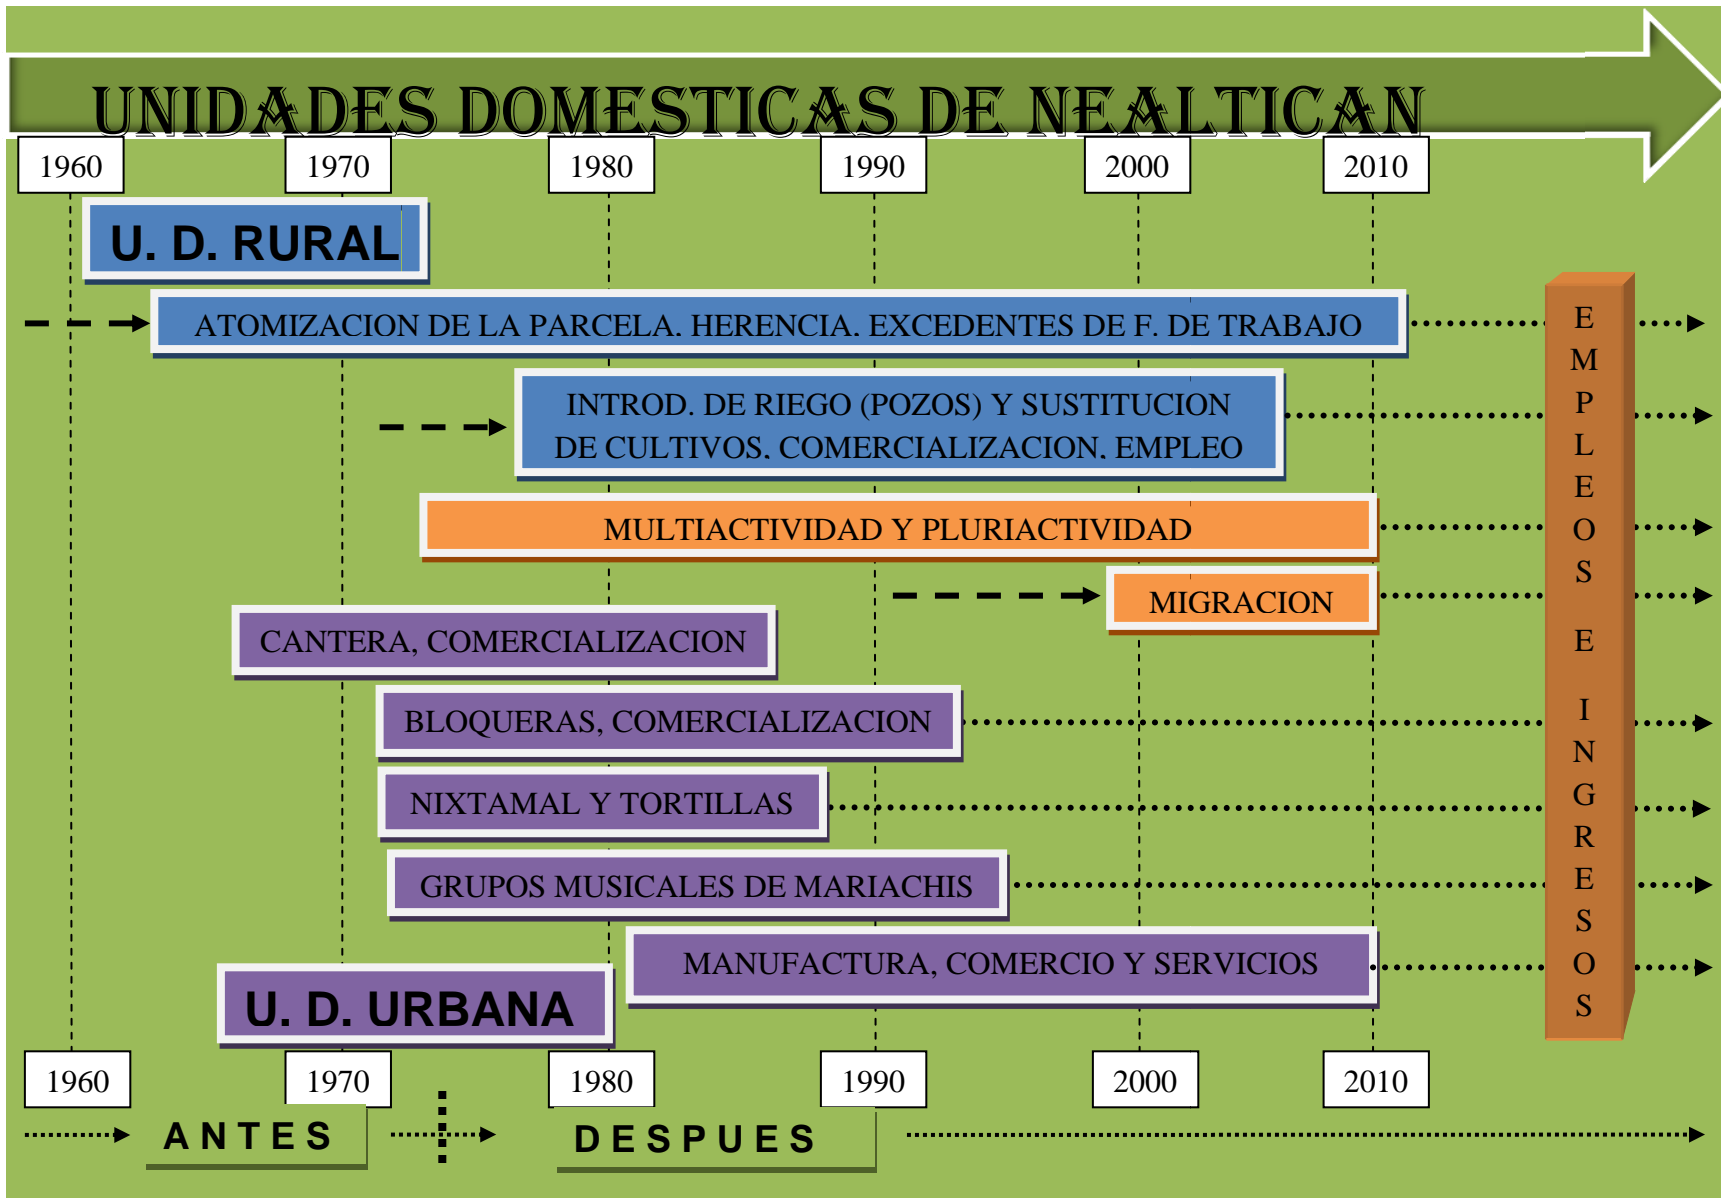 UNIDADES DOMESTICAS DE NEALTICAN
1960 1970 1980 1990 2000 2010
U. D. RURAL
ATOMIZACION DE LA PARCELA. HERENCIA. EXCEDENTES DE F. DE TRABAJO
INTROD. DE RIEGO (POZOS) Y SUSTITUCION
DE CULTIVOS, COMERCIALIZACION, EMPLEO
MULTIACTIVIDAD Y PLURIACTIVIDAD
MIGRACION
CANTERA, COMERCIALIZACION
BLOQUERAS, COMERCIALIZACION
NIXTAMAL Y TORTILLAS
GRUPOS MUSICALES DE MARIACHIS
MANUFACTURA, COMERCIO Y SERVICIOS
U. D. URBANA
EMPLEOS E INGRESOS
1960 1970 1980 1990 2000 2010
ANTES DESPUES